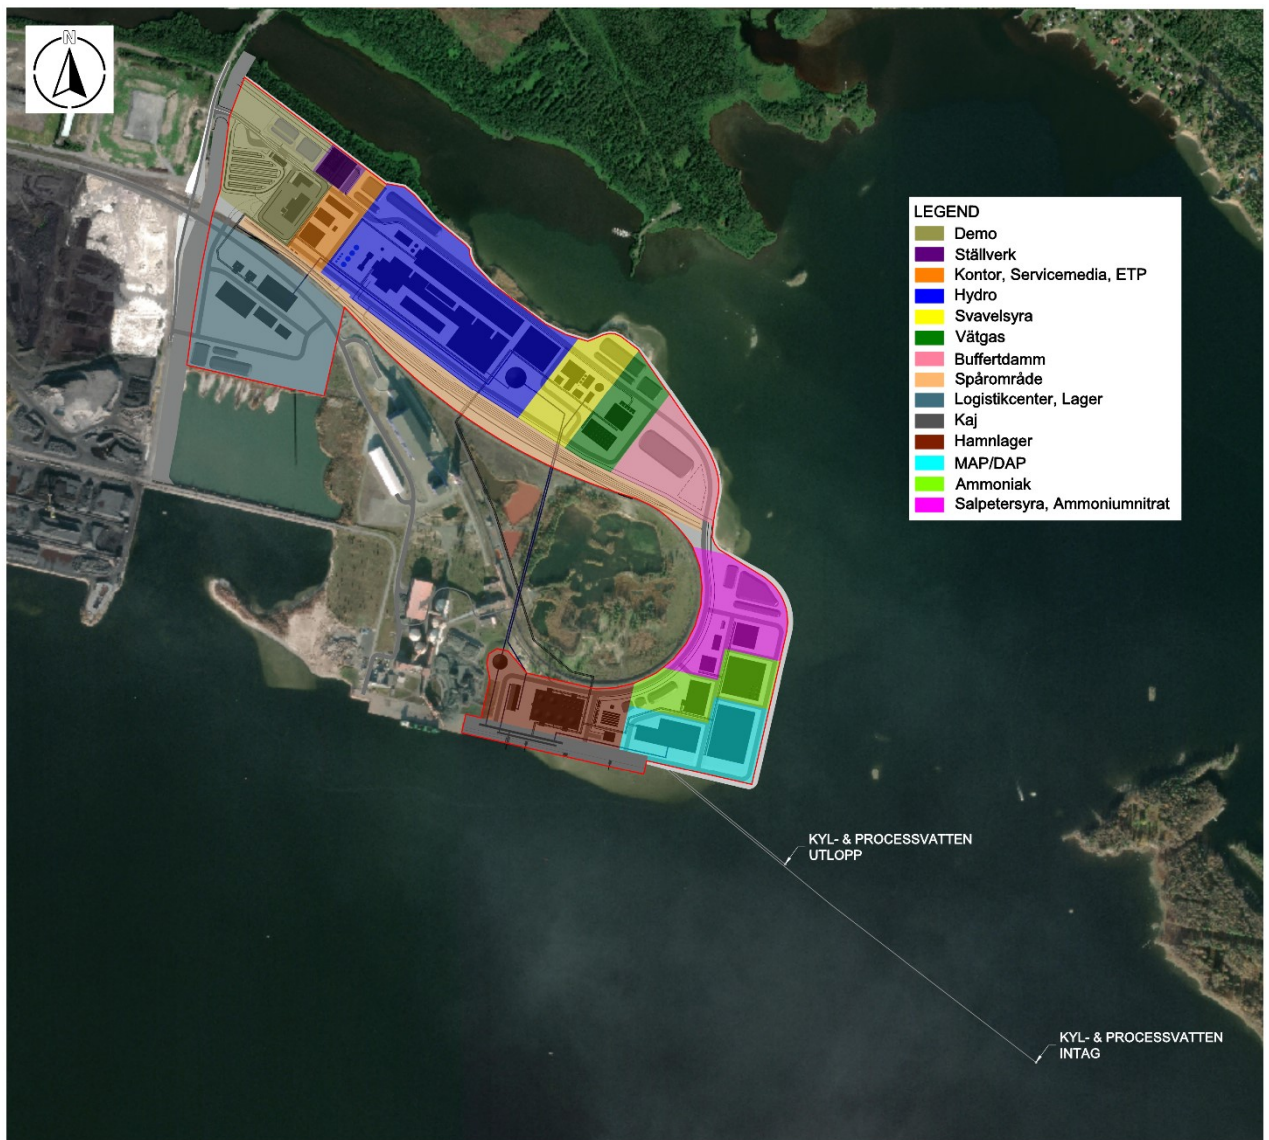 N
LEGEND
Demo
Ställverk
Kontor, Servicemedia, ETP
Hydro
Svavelsyra
Vätgas
Buffertdamm
Spårområde
Logistikcenter, Lager
Kaj
Hamnlager
MAP/DAP
Ammoniak
Salpetersyra, Ammoniumnitrat
KYL- & PROCESSVATTEN
UTLOPP
KYL- & PROCESSVATTEN
INTAG